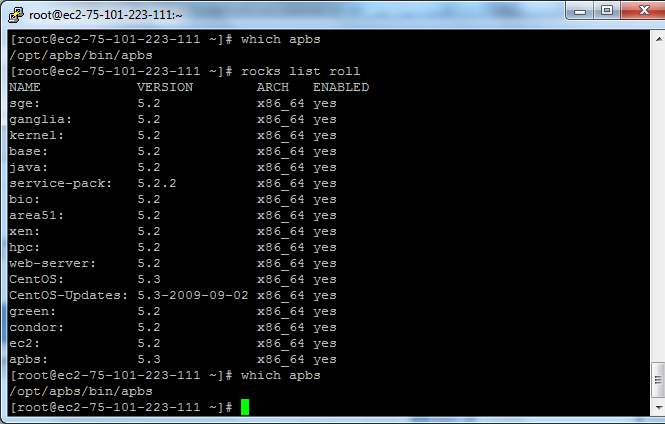 root@ec2-75-101-223-111:~
[root@ec2-75-101-223-111 ~]# which apbs
/opt/apbs/bin/apbs
[root@ec2-75-101-223-111 ~]# rocks list roll
NAME VERSION ARCH ENABLED
sge: 5.2 x86_64 yes
ganglia: 5.2 x86_64 yes
kernel: 5.2 x86_64 yes
base: 5.2 x86_64 yes
java: 5.2 x86_64 yes
service-pack: 5.2.2 x86_64 yes
bio: 5.2 x86_64 yes
area51: 5.2 x86_64 yes
xen: 5.2 x86_64 yes
hpc: 5.2 x86_64 yes
web-server: 5.2 x86_64 yes
CentOS: 5.3 x86_64 yes
CentOS-Updates: 5.3-2009-09-02 x86_64 yes
green: 5.2 x86_64 yes
condor: 5.2 x86_64 yes
ec2: 5.2 x86_64 yes
apbs: 5.3 x86_64 yes
[root@ec2-75-101-223-111 ~]# which apbs
/opt/apbs/bin/apbs
[root@ec2-75-101-223-111 ~]#